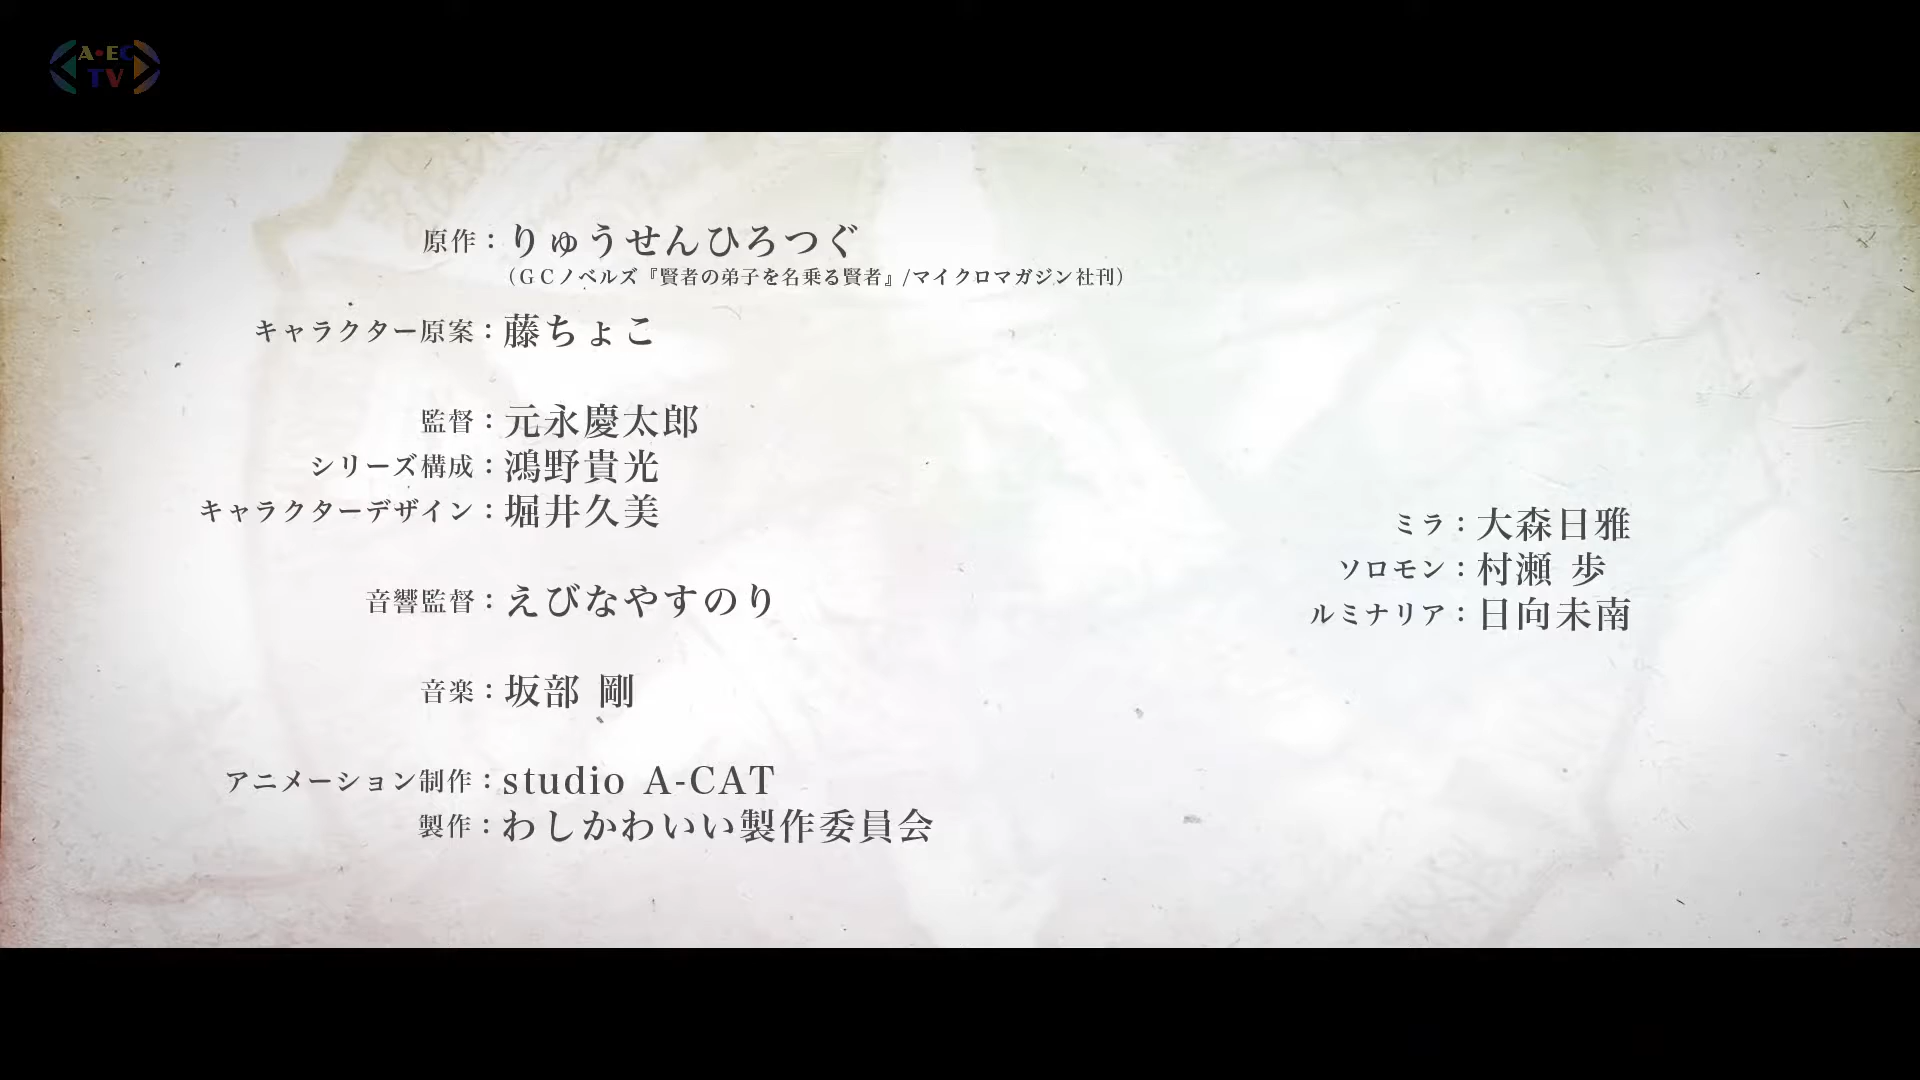 A・EC
TV
原作：りゅうせんひろつぐ
（GCノベルズ『賢者の弟子を名乗る賢者』/マイクロマガジン社刊）
キャラクター原案：藤ちょこ
監督：元永慶太郎
シリーズ構成：鴻野貴光
キャラクターデザイン：堀井久美
音響監督：えびなやすのり
音楽：坂部 剛
アニメーション制作：studio A-CAT
製作：わしかわいい製作委員会
ミラ：大森日雅
ソロモン：村瀬 歩
ルミナリア：日向未南